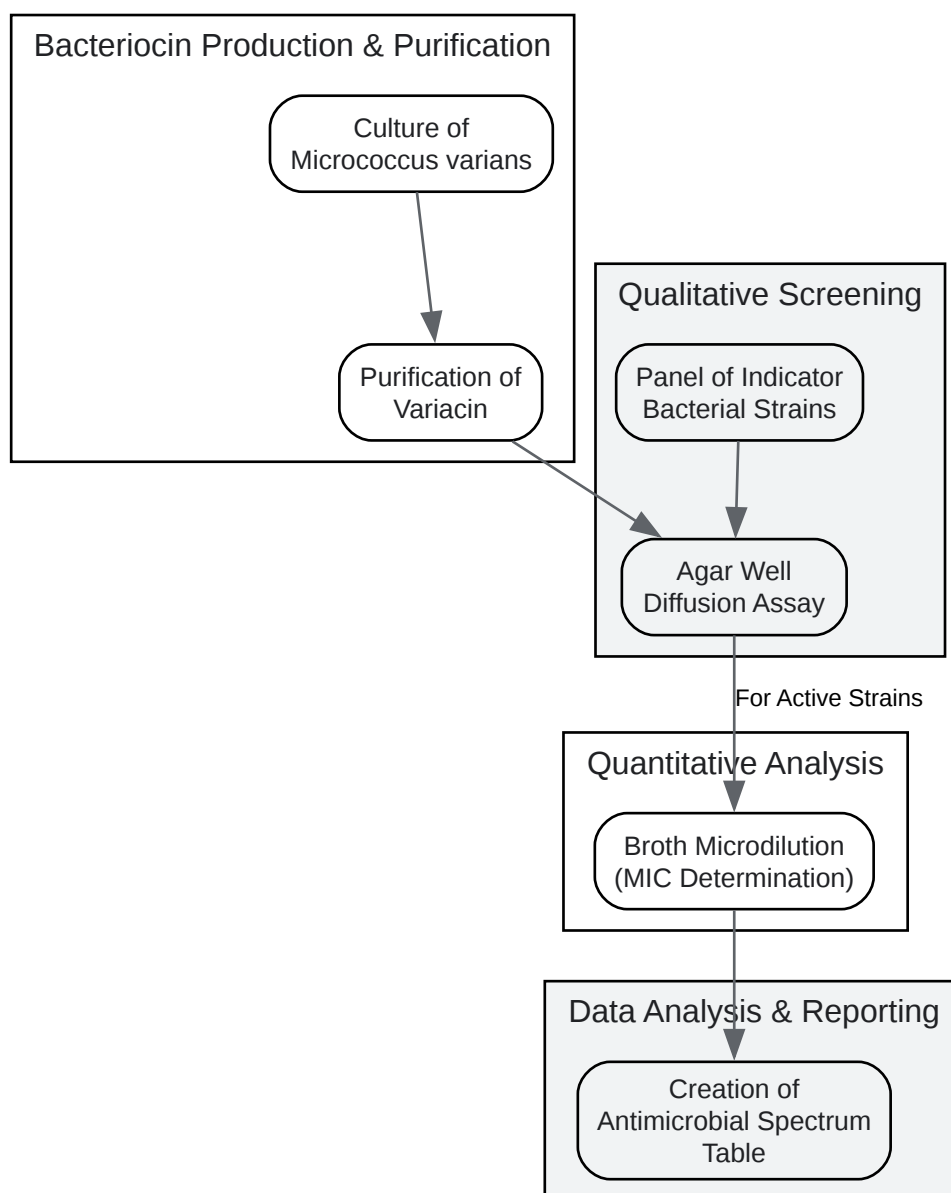 Bacteriocin Production & Purification
Culture of
Micrococcus varians
Purification of
Variacin
Qualitative Screening
Panel of Indicator
Bacterial Strains
Agar Well
Diffusion Assay
For Active Strains
Quantitative Analysis
Broth Microdilution
(MIC Determination)
Data Analysis & Reporting
Creation of
Antimicrobial Spectrum
Table